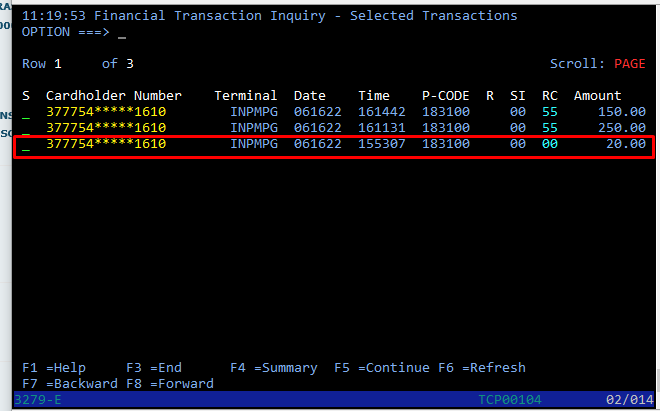 11:19:53 Financial Transaction Inquiry - Selected Transactions
OPTION ===> _
Row 1 of 3 Scroll: PAGE
S Cardholder Number Terminal Date Time P-CODE R SI RC Amount
_ 377754*****1610 INPMPG 061622 161442 183100 00 55 150.00
_ 377754*****1610 INPMPG 061622 161131 183100 00 55 250.00
_ 377754*****1610 INPMPG 061622 155307 183100 00 00 20.00
F1 =Help F3 =End F4 =Summary F5 =Continue F6 =Refresh
F7 =Backward F8 =Forward
3279-E TCP00104 02/014